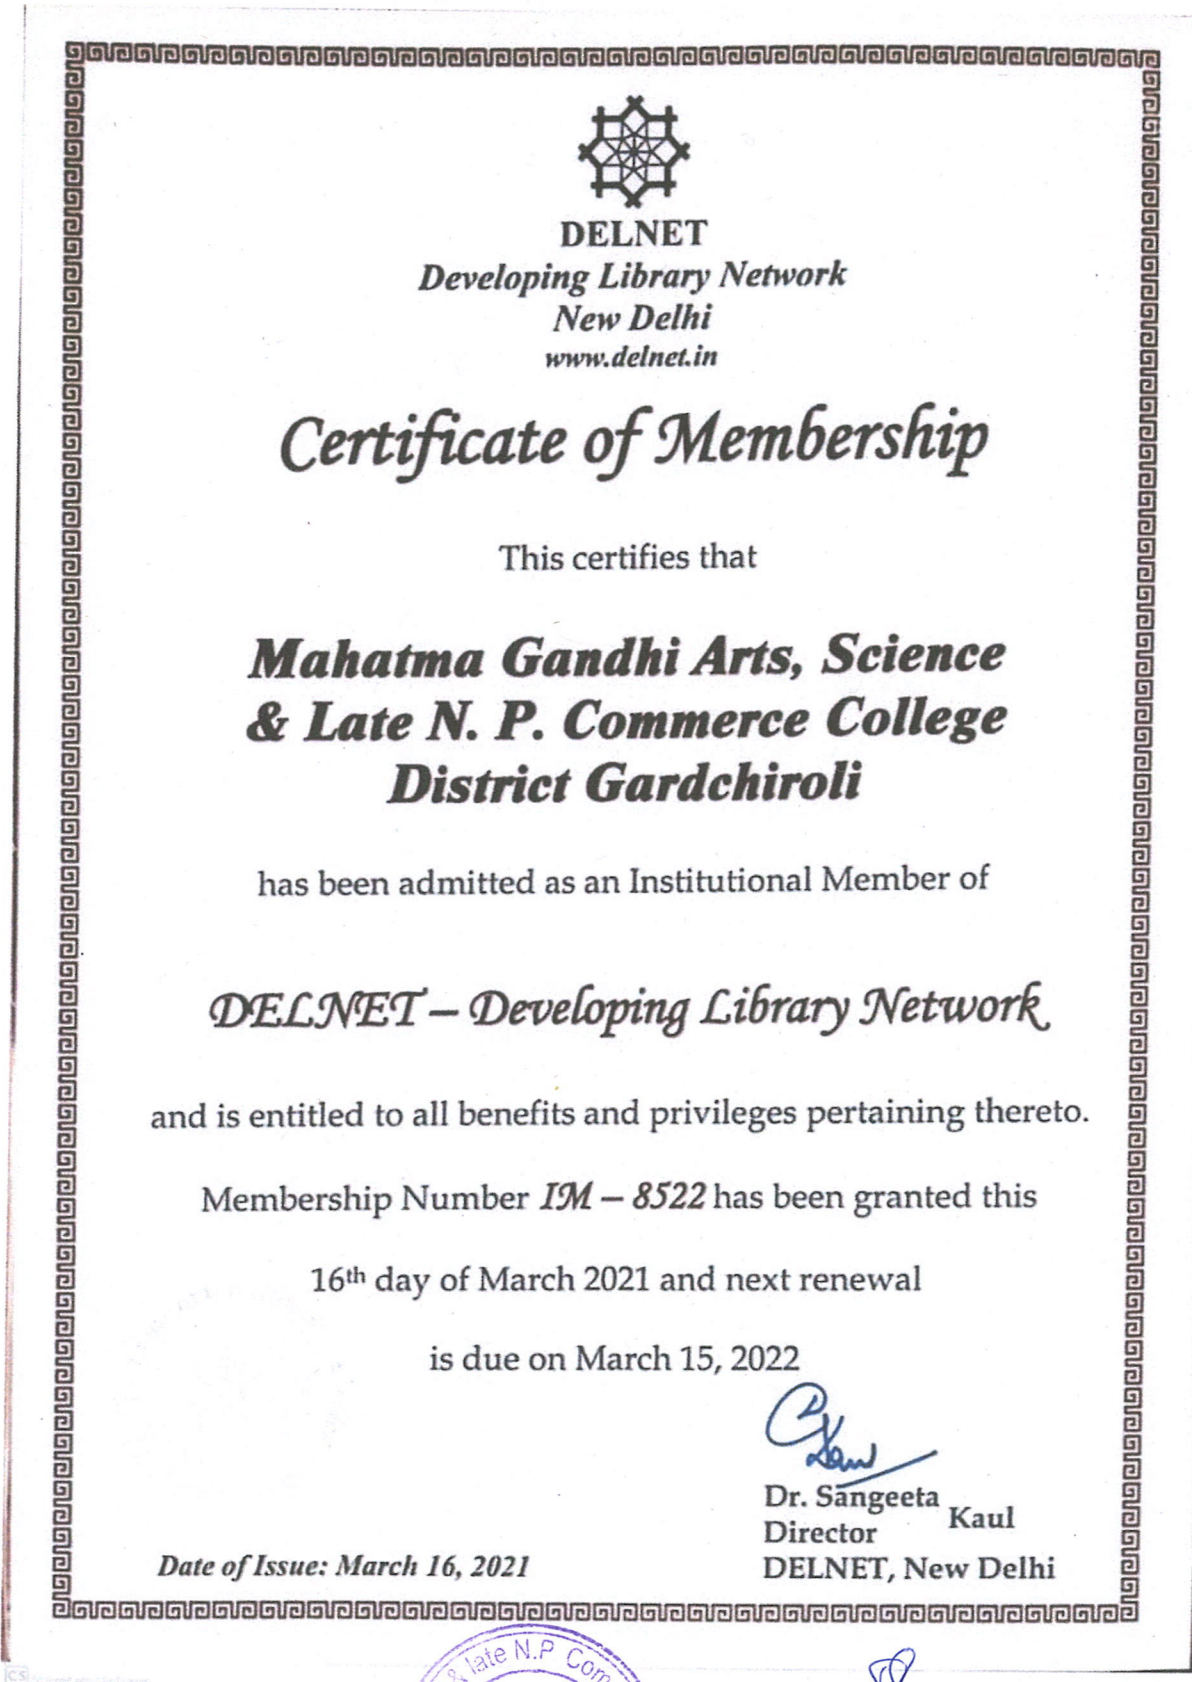 DELNET
Developing Library Network
New Delhi
www.delnet.in
Certificate of Membership
This certifies that
Mahatma Gandhi Arts, Science
& Late N. P. Commerce College
District Gardchiroli
has been admitted as an Institutional Member of
DELNET – Developing Library Network
and is entitled to all benefits and privileges pertaining thereto.
Membership Number IM – 8522 has been granted this
16th day of March 2021 and next renewal
is due on March 15, 2022
Dr. Sangeeta Kaul
Director
DELNET, New Delhi
Date of Issue: March 16, 2021
& late N.P. Com
CS